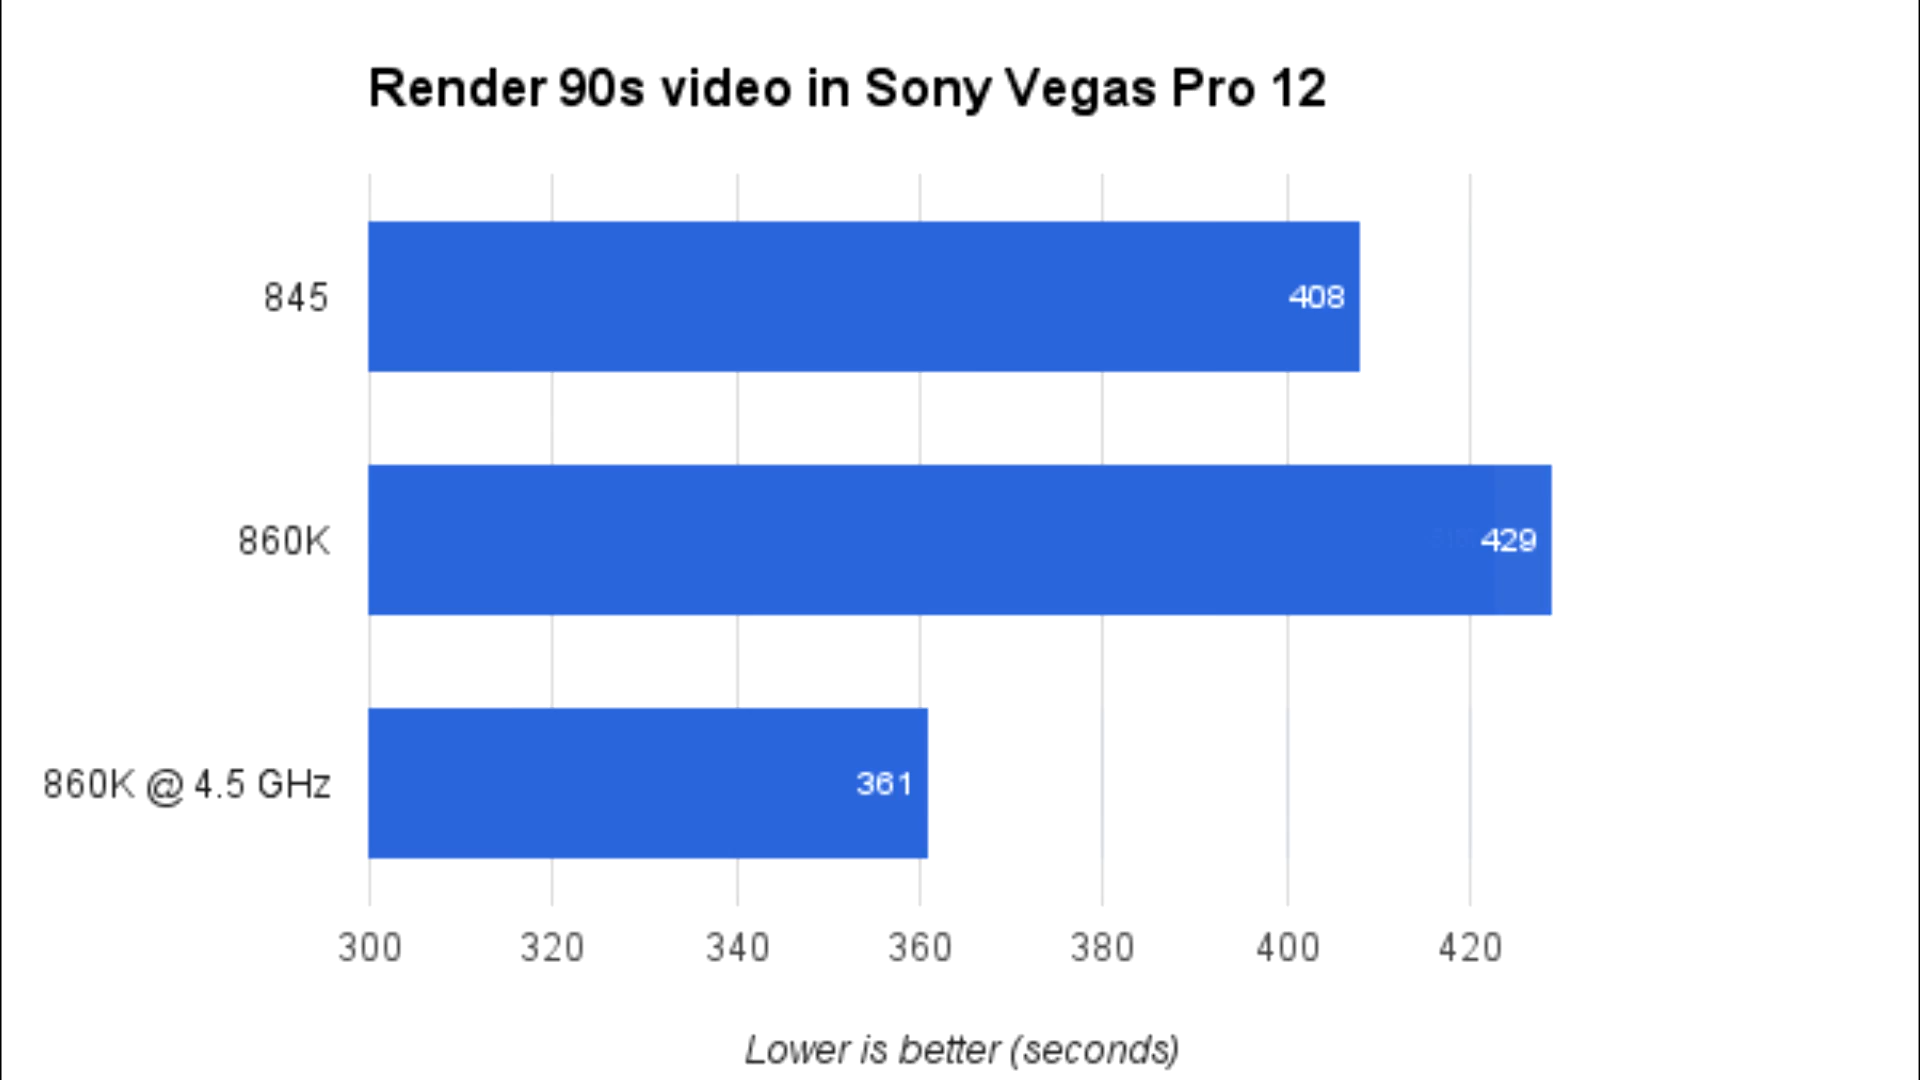 Render 90s video in Sony Vegas Pro 12
845
408
860K
429
860K @ 4.5 GHz
361
300 320 340 360 380 400 420
Lower is better (seconds)